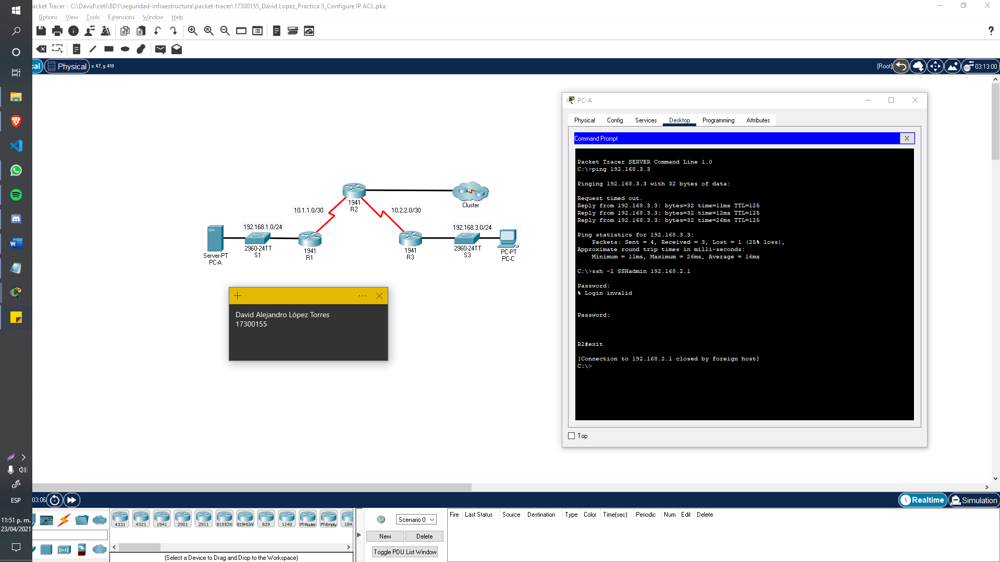 acket Tracer - C:\David\ceti\8D1\seguridad-infraestructura\packet-tracer\17300155_David Lopez_Practica 3_Configure IP ACL.pka
Options View Tools Extensions Window Help
?
al Physical x: 47, y: 419
[Root] 03:13:00
PC-A
Physical Config Services Desktop Programming Attributes
Command Prompt X
Packet Tracer SERVER Command Line 1.0
C:\>ping 192.168.3.3
Pinging 192.168.3.3 with 32 bytes of data:
Request timed out.
Reply from 192.168.3.3: bytes=32 time=11ms TTL=125
Reply from 192.168.3.3: bytes=32 time=12ms TTL=125
Reply from 192.168.3.3: bytes=32 time=26ms TTL=125
Ping statistics for 192.168.3.3:
Packets: Sent = 4, Received = 3, Lost = 1 (25% loss),
Approximate round trip times in milli-seconds:
Minimum = 11ms, Maximum = 26ms, Average = 16ms
C:\>ssh -l SSHadmin 192.168.2.1
Password:
% Login invalid
Password:
R2#exit
[Connection to 192.168.2.1 closed by foreign host]
C:\>
Top
1941
R2
Cluster
10.1.1.0/30
10.2.2.0/30
192.168.1.0/24
192.168.3.0/24
Server-PT
PC-A
2960-24TT
S1
1941
R1
1941
R3
2960-24TT
S3
PC-PT
PC-C
David Alejandro López Torres
17300155
ESP
11:51 p. m.
23/04/2021
03:06
Realtime Simulation
4331 4321 1941 2901 2911 819IOX 819HGW 829 1240 PT-Router PT-Empty 184
(Select a Device to Drag and Drop to the Workspace)
Scenario 0
New Delete
Toggle PDU List Window
Fire Last Status Source Destination Type Color Time(sec) Periodic Num Edit Delete